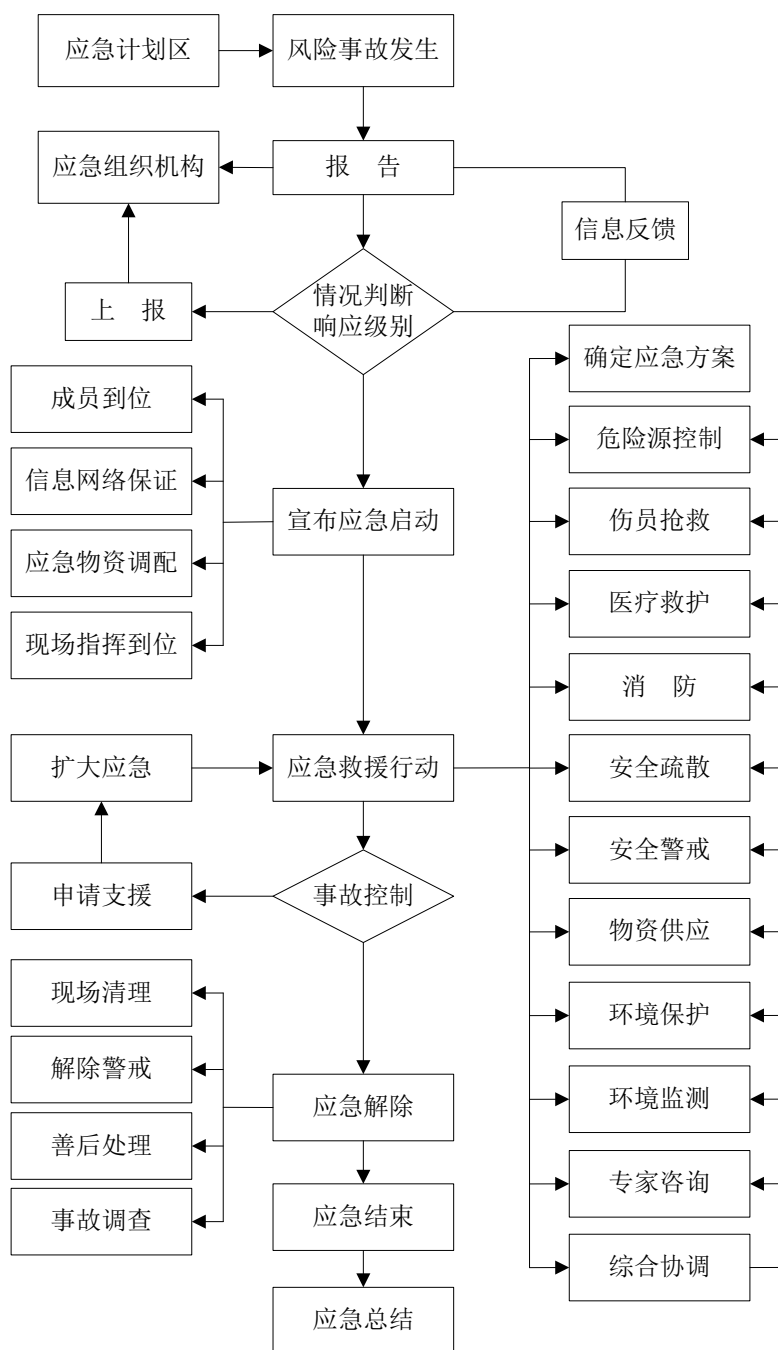 应急计划区
风险事故发生
应急组织机构
报 告
信息反馈
上 报
情况判断
响应级别
确定应急方案
成员到位
危险源控制
信息网络保证
宣布应急启动
伤员抢救
应急物资调配
医疗救护
现场指挥到位
消 防
扩大应急
应急救援行动
安全疏散
申请支援
事故控制
安全警戒
物资供应
现场清理
环境保护
解除警戒
应急解除
环境监测
善后处理
专家咨询
事故调查
应急结束
综合协调
应急总结